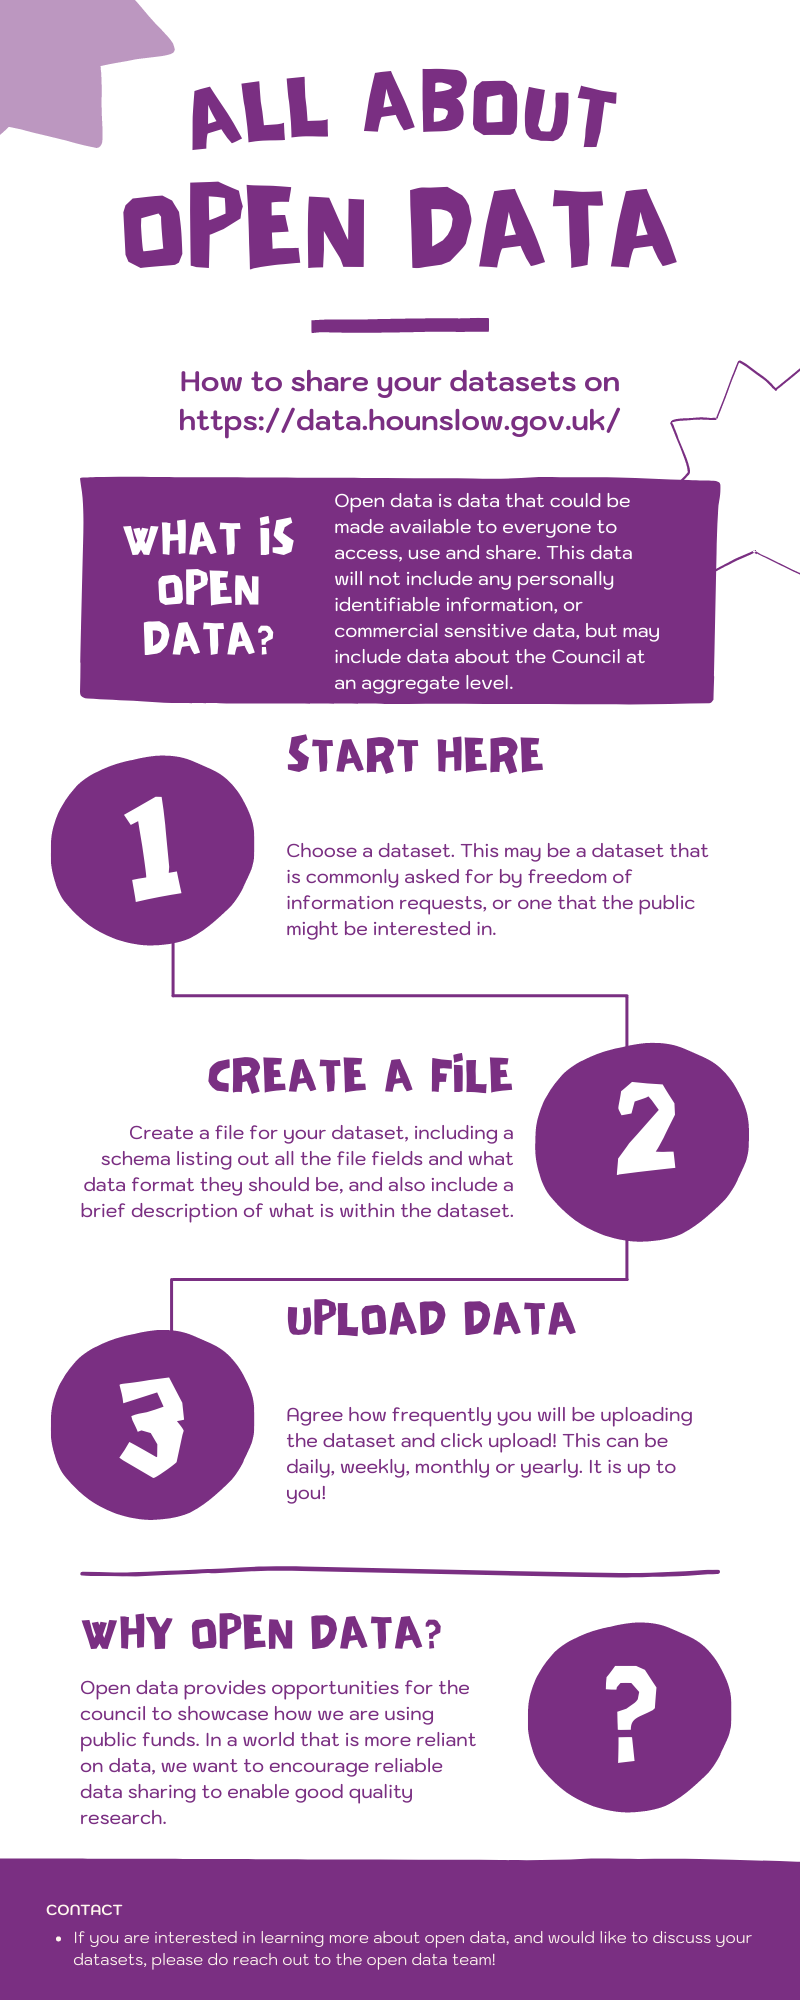 ALL ABOUT
OPEN DATA
How to share your datasets on
https://data.hounslow.gov.uk/
WHAT iS
OPEN
DATA?
Open data is data that could be
made available to everyone to
access, use and share. This data
will not include any personally
identifiable information, or
commercial sensitive data, but may
include data about the Council at
an aggregate level.
START HERE
1
Choose a dataset. This may be a dataset that
is commonly asked for by freedom of
information requests, or one that the public
might be interested in.
CREATE A FiLE
2
Create a file for your dataset, including a
schema listing out all the file fields and what
data format they should be, and also include a
brief description of what is within the dataset.
UPLOAD DATA
3
Agree how frequently you will be uploading
the dataset and click upload! This can be
daily, weekly, monthly or yearly. It is up to
you!
WHY OPEN DATA?
Open data provides opportunities for the
council to showcase how we are using
public funds. In a world that is more reliant
on data, we want to encourage reliable
data sharing to enable good quality
research.
?
CONTACT
• If you are interested in learning more about open data, and would like to discuss your
datasets, please do reach out to the open data team!